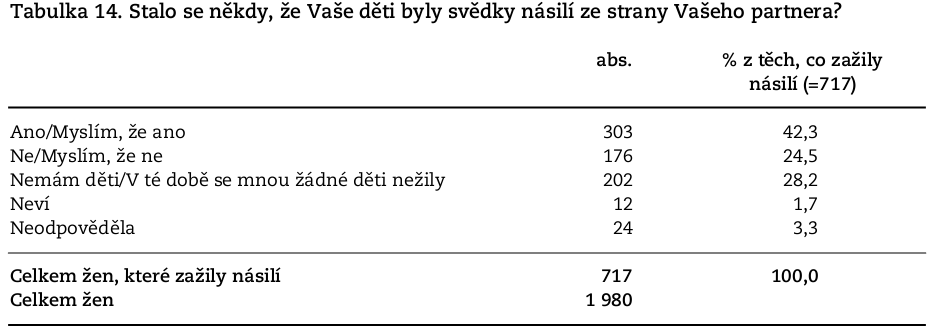 Tabulka 14. Stalo se někdy, že Vaše děti byly svědky násilí ze strany Vašeho partnera?
abs. % z těch, co zažily
násilí (=717)
Ano/Myslím, že ano 303 42,3
Ne/Myslím, že ne 176 24,5
Nemám děti/V té době se mnou žádné děti nežily 202 28,2
Neví 12 1,7
Neodpověděla 24 3,3
Celkem žen, které zažily násilí 717 100,0
Celkem žen 1 980